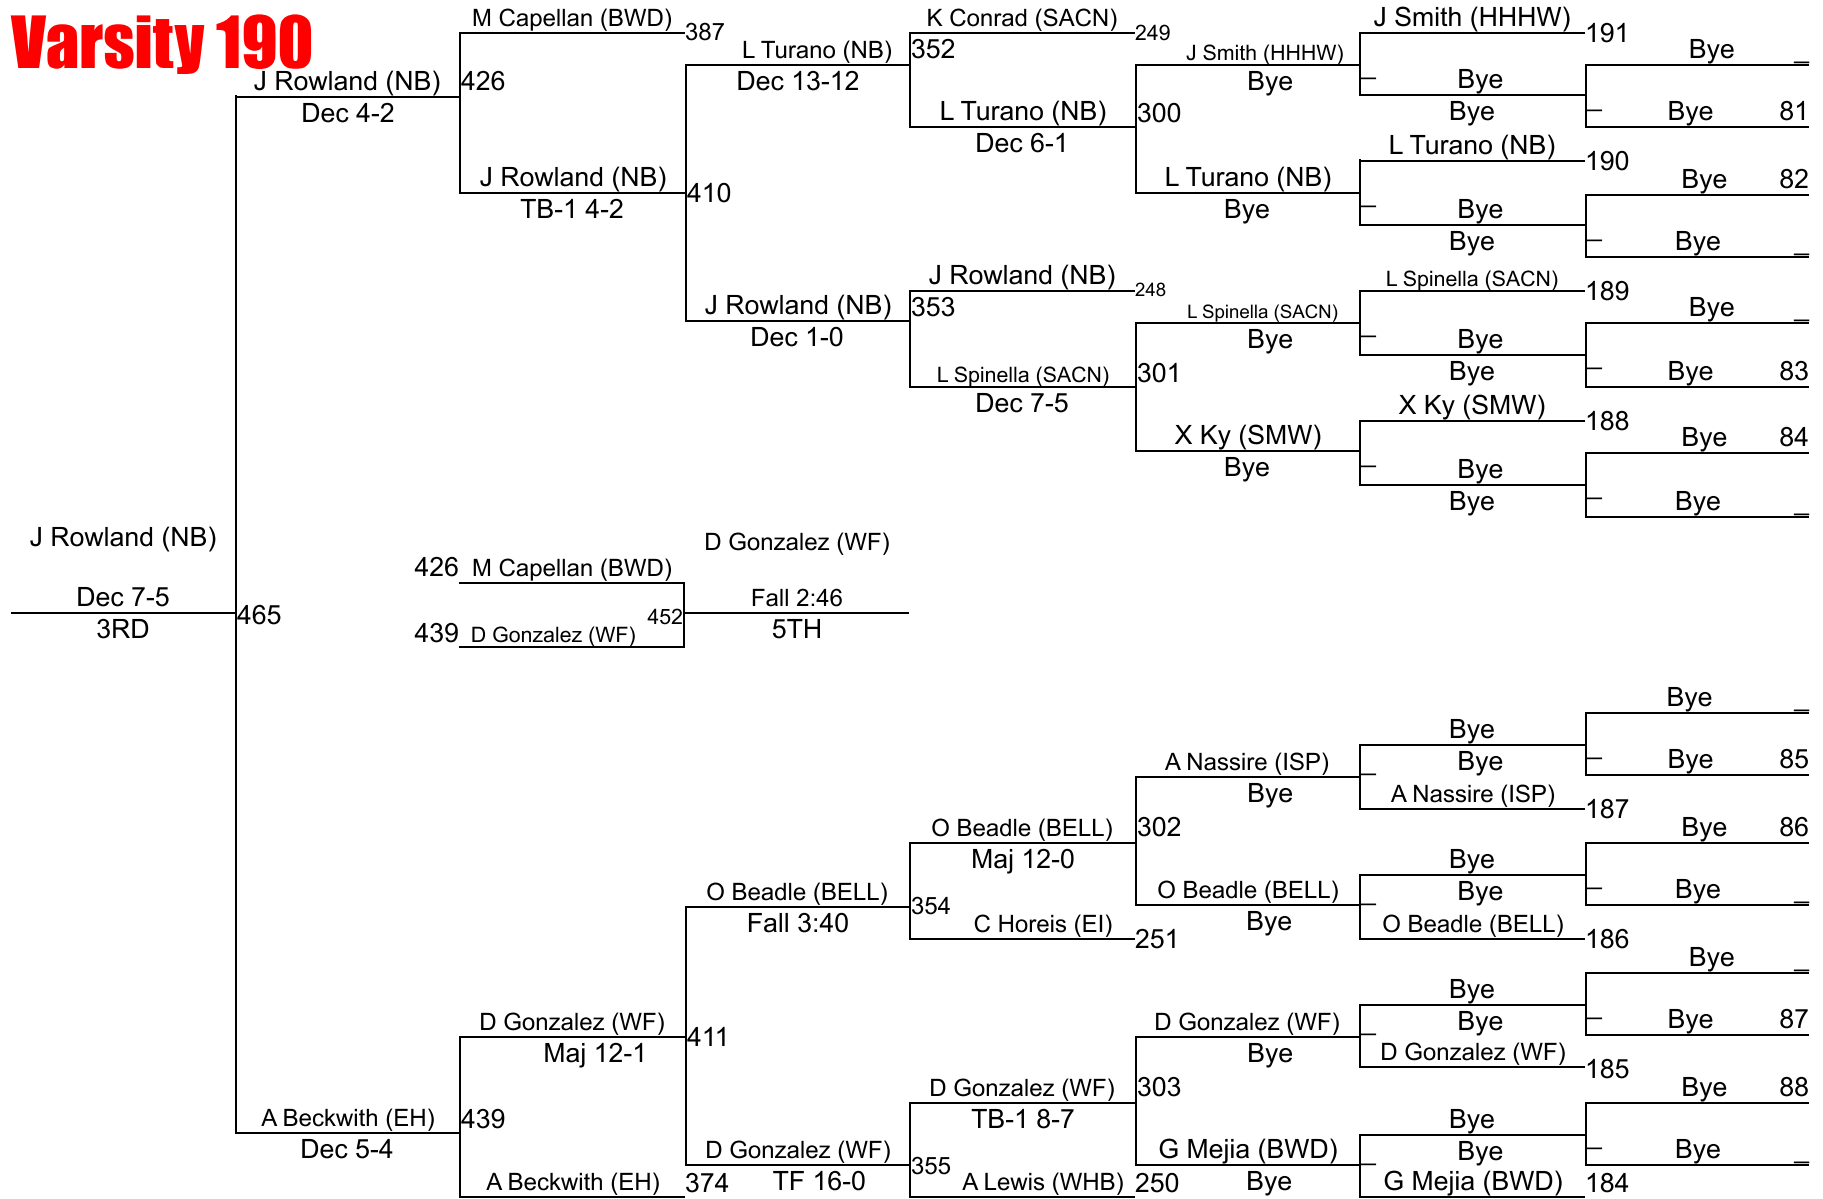 Varsity 190
M Capellan (BWD)
387
K Conrad (SACN)
249
J Smith (HHHW)
191
Bye _
J Rowland (NB)
426
L Turano (NB)
352
J Smith (HHHW)
Bye
_ Bye
Dec 4-2
Dec 13-12
L Turano (NB)
300
Bye
_ Bye 81
Dec 6-1
L Turano (NB)
190
Bye 82
J Rowland (NB)
410
L Turano (NB)
_ Bye
TB-1 4-2
Bye
Bye
_ Bye _
J Rowland (NB)
248
L Spinella (SACN)
189
Bye _
J Rowland (NB)
353
L Spinella (SACN)
Bye
_ Bye
Dec 1-0
L Spinella (SACN)
301
Bye
_ Bye 83
Dec 7-5
X Ky (SMW)
188
Bye 84
X Ky (SMW)
Bye
_ Bye
Bye
_ Bye _
J Rowland (NB)
Dec 7-5
3RD
465
426 M Capellan (BWD)
439 D Gonzalez (WF)
452
D Gonzalez (WF)
Fall 2:46
5TH
Bye _
Bye
A Nassire (ISP)
Bye
_ Bye 85
Bye
_ A Nassire (ISP)
187
O Beadle (BELL)
302
Bye 86
Maj 12-0
Bye
O Beadle (BELL)
354
O Beadle (BELL)
Bye
_ Bye _
Fall 3:40
C Horeis (EI)
251
Bye
_ O Beadle (BELL)
186
Bye _
Bye
D Gonzalez (WF)
411
D Gonzalez (WF)
Bye
_ Bye 87
Maj 12-1
Bye
_ D Gonzalez (WF)
185
D Gonzalez (WF)
303
Bye 88
A Beckwith (EH)
439
TB-1 8-7
Bye
Dec 5-4
D Gonzalez (WF)
355
G Mejia (BWD)
Bye
_ Bye _
A Beckwith (EH)
374
TF 16-0
A Lewis (WHB)
250
Bye
_ G Mejia (BWD)
184